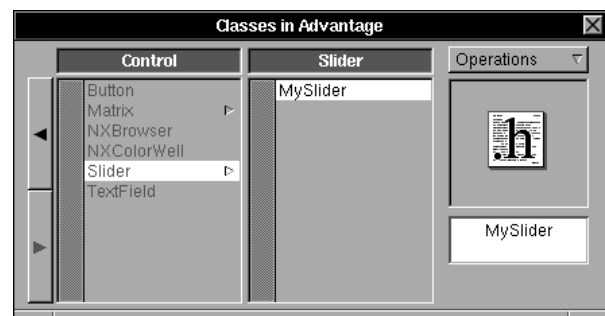 Classes in Advantage
Control
Slider
Operations
Button
Matrix
NXBrowser
NXColorWell
Slider
TextField
MySlider
.h
MySlider